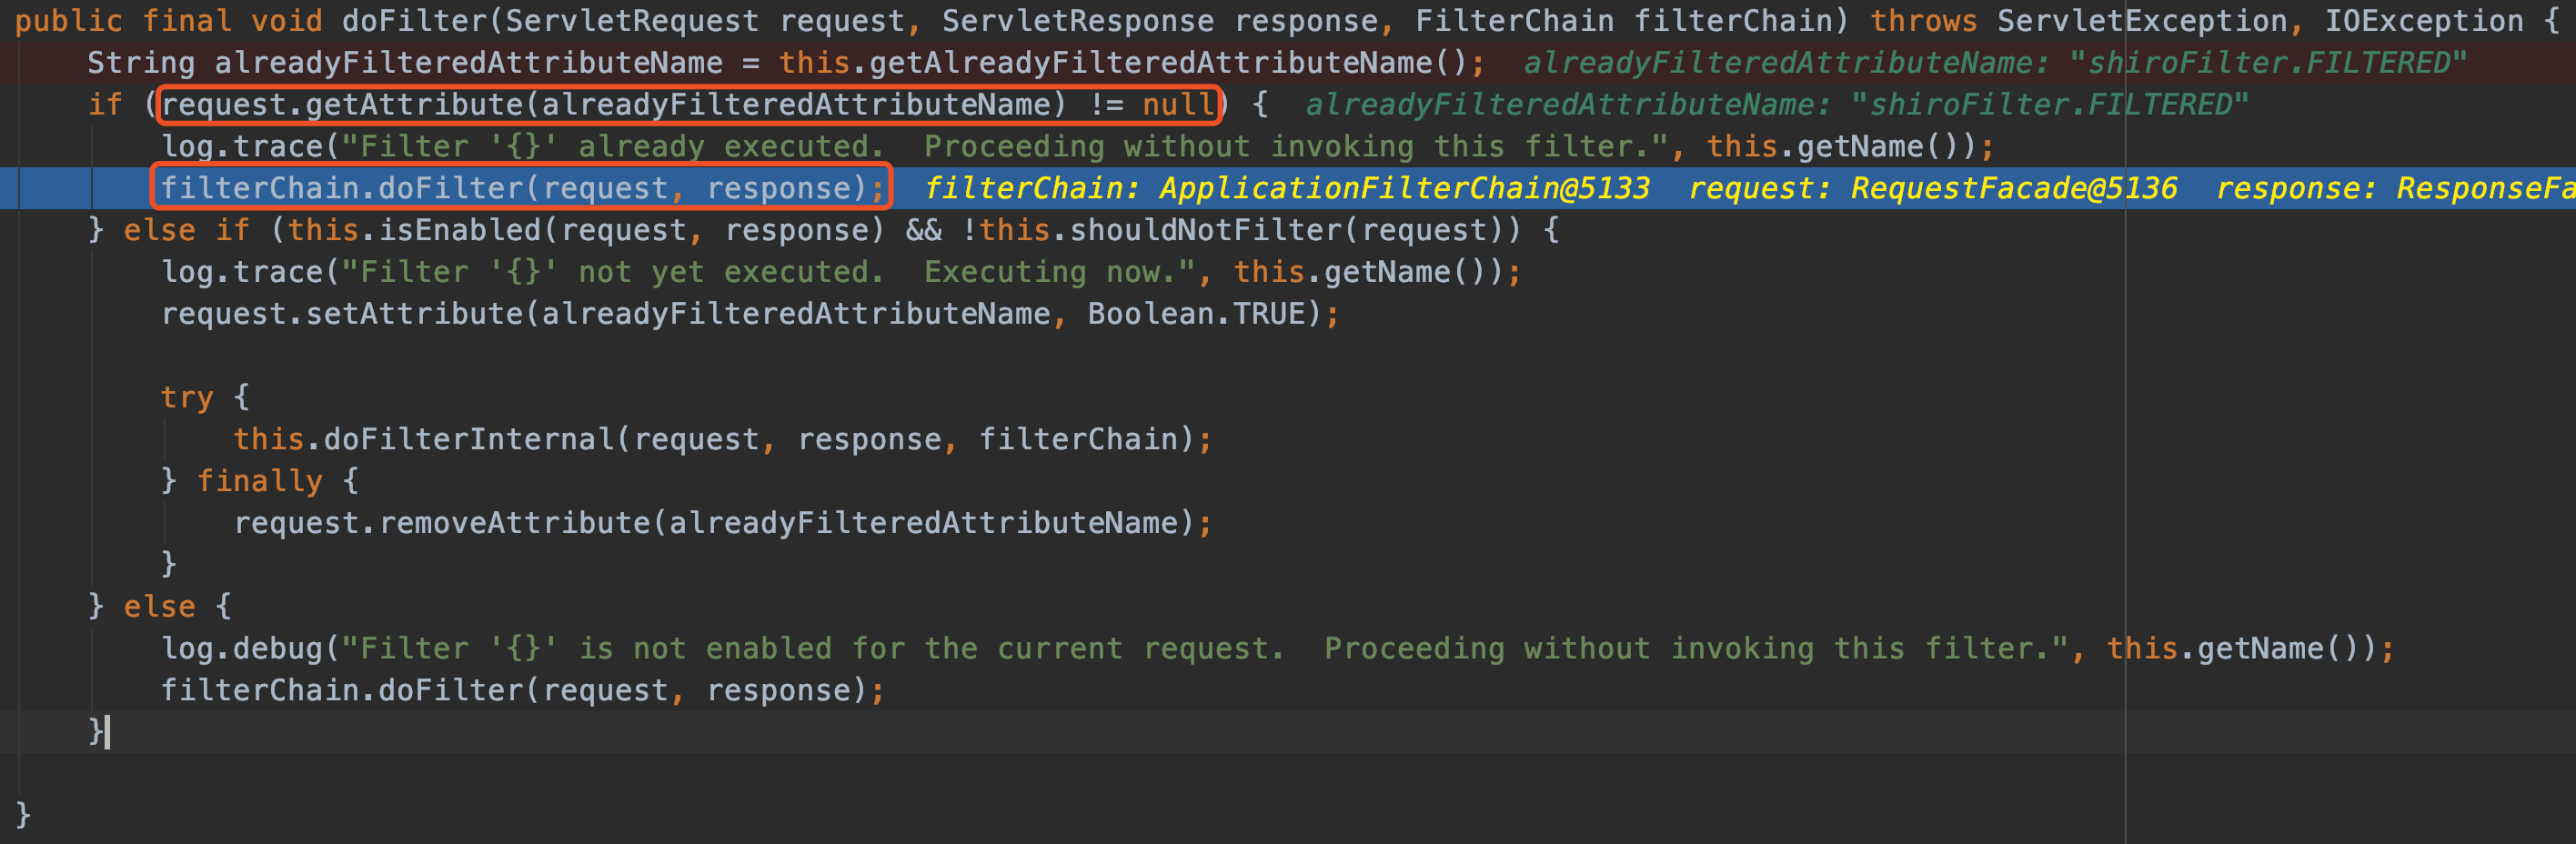 public final void doFilter(ServletRequest request, ServletResponse response, FilterChain filterChain) throws ServletException, IOException {
String alreadyFilteredAttributeName = this.getAlreadyFilteredAttributeName(); alreadyFilteredAttributeName: "shiroFilter.FILTERED"
if (request.getAttribute(alreadyFilteredAttributeName) != null) { alreadyFilteredAttributeName: "shiroFilter.FILTERED"
log.trace("Filter '{}' already executed.  Proceeding without invoking this filter.", this.getName());
filterChain.doFilter(request, response); filterChain: ApplicationFilterChain@5133 request: RequestFacade@5136 response: ResponseFa
} else if (this.isEnabled(request, response) && !this.shouldNotFilter(request)) {
log.trace("Filter '{}' not yet executed.  Executing now.", this.getName());
request.setAttribute(alreadyFilteredAttributeName, Boolean.TRUE);
try {
this.doFilterInternal(request, response, filterChain);
} finally {
request.removeAttribute(alreadyFilteredAttributeName);
}
} else {
log.debug("Filter '{}' is not enabled for the current request.  Proceeding without invoking this filter.", this.getName());
filterChain.doFilter(request, response);
}
}